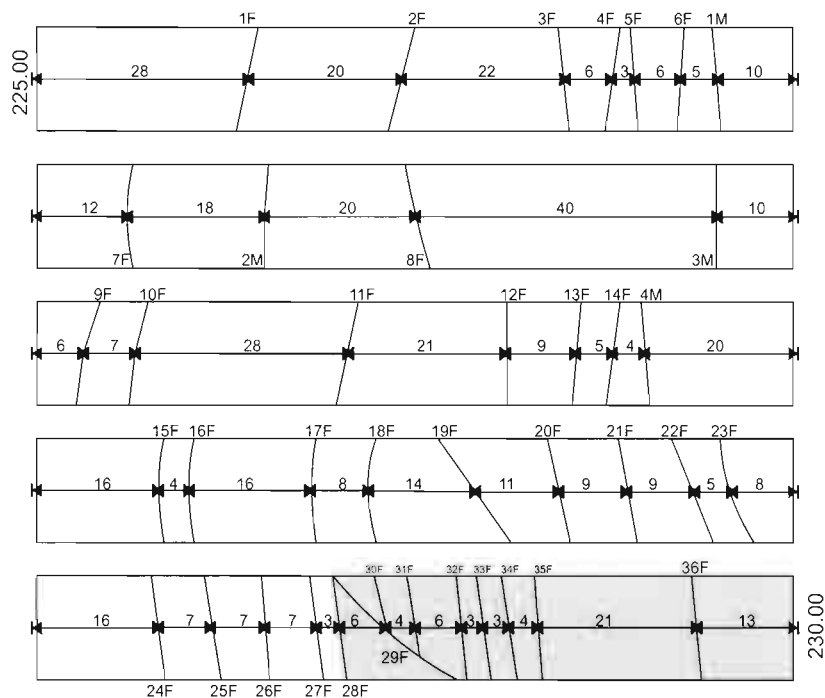 1F 2F 3F 4F 5F 6F 1M
225.00
28 20 22 6 3 6 5 10
12 18 20 40 10
7F 2M 8F 3M
9F 10F 11F 12F 13F 14F 4M
6 7 28 21 9 5 4 20
15F 16F 17F 18F 19F 20F 21F 22F 23F
16 4 16 8 14 11 9 9 5 8
30F 31F 32F 33F 34F 35F 36F
16 7 7 7 3 6 4 6 3 3 4 21 13
230.00
29F
24F 25F 26F 27F 28F